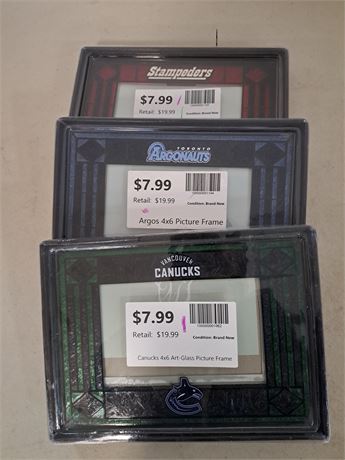 Stampeders
$7.99
Retail: $19.99
Condition: Brand New
TORONTO
ARGONAUTS
$7.99
Retail: $19.99
Condition: Brand New
Argos 4x6 Picture Frame
VANCOUVER
CANUCKS
$7.99
Retail: $19.99
Condition: Brand New
Canucks 4x6 Art-Glass Picture Frame